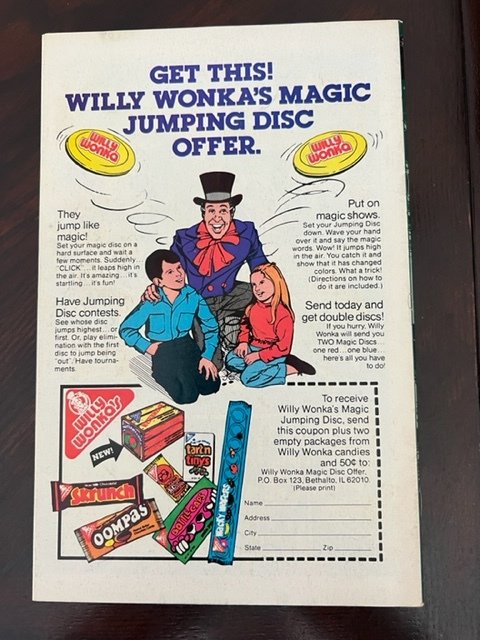 GET THIS!
WILLY WONKA'S MAGIC
JUMPING DISC
OFFER.
WILLY
WONKA
WILLY
WONKA
They
jump like
magic!
Set your magic disc on a
hard surface and wait a
few moments. Suddenly
"CLICK"... it leaps high in
the air. It's amazing...it's
startling ... it's fun!
Have Jumping
Disc contests.
See whose disc
jumps highest... or
first. Or, play elimi-
nation with the first
disc to jump being
"out". Have tourna-
ments.
Put on
magic shows.
Set your Jumping Disc
down. Wave your hand
over it and say the magic
words. Wow! It jumps high
in the air. You catch it and
show that it has changed
colors. What a trick!
(Directions on how to
do it are included.)
Send today and
get double discs!
If you hurry, Willy
Wonka will send you
TWO Magic Discs ...
one red...one blue...
here's all you have
to do!
WILLY
WONKA'S
NEW!
tart n
tinys
Skrunch
OOMPAS
DOUBLE CAPS
Wacky Wafers
To receive
Willy Wonka's Magic
Jumping Disc, send
this coupon plus two
empty packages from
Willy Wonka candies
and 50¢ to:
Willy Wonka Magic Disc Offer.
P.O. Box 123, Bethalto, IL 62010.
(Please print)
Name
Address
City
State Zip